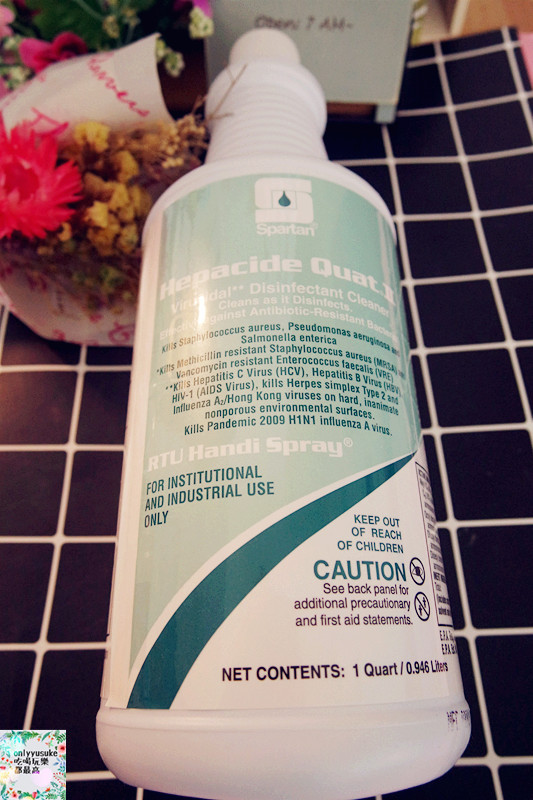 Open: 7 AM-
Spartan®
Hepacide Quat II
Virucidal** Disinfectant Cleaner
Cleans as it Disinfects.
Against Antibiotic-Resistant
Kills Staphylococcus aureus, Pseudomonas aeruginosa and
Salmonella enterica
*Kills Methicillin resistant Staphylococcus aureus (MRSA)
Vancomycin resistant Enterococcus faecalis (VRE)
**Kills Hepatitis C Virus (HCV), Hepatitis B Virus (HBV)
HIV-1 (AIDS Virus), kills Herpes simplex Type 2 and
Influenza A2/Hong Kong viruses on hard, inanimate
nonporous environmental surfaces.
Kills Pandemic 2009 H1N1 influenza A virus.
RTU Handi Spray®
FOR INSTITUTIONAL
AND INDUSTRIAL USE
ONLY
KEEP OUT
OF REACH
OF CHILDREN
CAUTION
See back panel for
additional precautionary
and first aid statements.
NET CONTENTS: 1 Quart / 0.946 Liters
onlyyusuke
吃喝玩樂
都最高